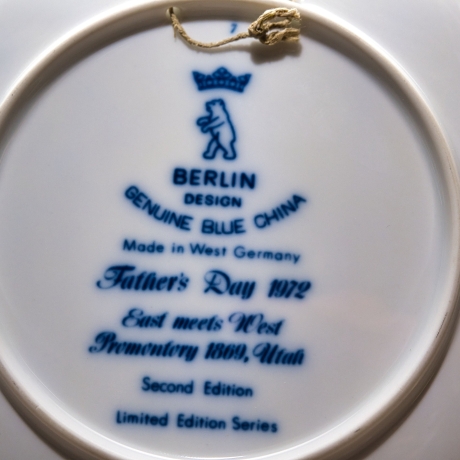 7
BERLIN
DESIGN
GENUINE BLUE CHINA
Made in West Germany
Father's Day 1972
East meets West
Promontory 1869, Utah
Second Edition
Limited Edition Series